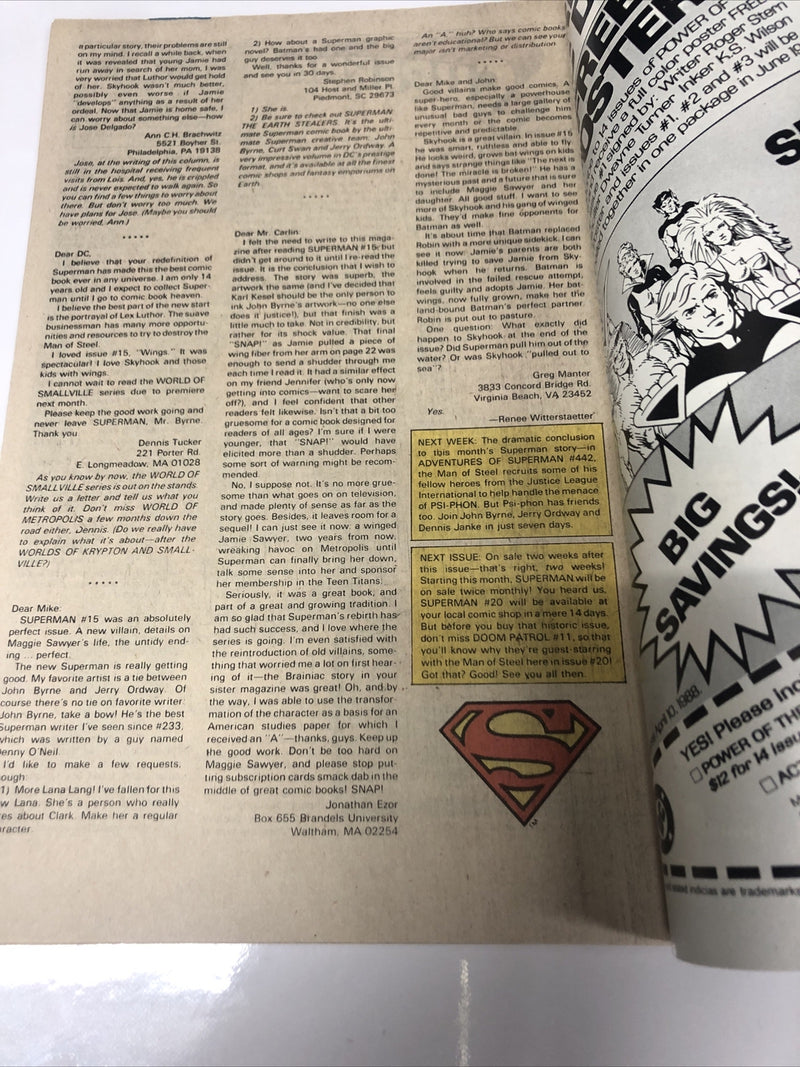 a particular story, their problems are still
on my mind. I recall a while back, when
it was revealed that young Jamie had
run away in search of her mom, I was
very worried that Luthor would get hold
of her. Skyhook wasn't much better,
possibly even worse if Jamie
"develops" anything as a result of her
ordeal. Now that Jamie is home safe, I
can worry about something else—how
is Jose Delgado?
Ann C.H. Brachwitz
5521 Boyher St.
Philadelphia, PA 19138
Jose, at the writing of this column, is
still in the hospital receiving frequent
visits from Lois. And, yes, he is crippled
and is never expected to walk again. So
you can find a few things to worry about
there. But don't worry too much. We
have plans for Jose. (Maybe you should
be worried, Ann.)
• • • • •
Dear DC,
I believe that your redefinition of
Superman has made this the best comic
book ever in any universe. I am only 14
years old and I expect to collect Super-
man until I go to comic book heaven.
I believe the best part of the new start
is the portrayal of Lex Luthor. The suave
businessman has many more opportu-
nities and resources to try to destroy the
Man of Steel.
I loved issue #15, "Wings." It was
spectacular! I love Skyhook and those
kids with wings.
I cannot wait to read the WORLD OF
SMALLVILLE series due to premiere
next month.
Please keep the good work going and
never leave SUPERMAN, Mr. Byrne.
Thank you.
Dennis Tucker
221 Porter Rd.
E. Longmeadow, MA 01028
As you know by now, the WORLD OF
SMALLVILLE series is out on the stands.
Write us a letter and tell us what you
think of it. Don't miss WORLD OF
METROPOLIS a few months down the
road either, Dennis. (Do we really have
to explain what it's about—after the
WORLDS OF KRYPTON AND SMALL-
VILLE?)
• • • • •
Dear Mike:
SUPERMAN #15 was an absolutely
perfect issue. A new villain, details on
Maggie Sawyer's life, the untidy end-
ing ... perfect.
The new Superman is really getting
good. My favorite artist is a tie between
John Byrne and Jerry Ordway. Of
course there's no tie on favorite writer:
John Byrne, take a bow! He's the best
Superman writer I've seen since #233,
which was written by a guy named
Denny O'Neil.
I'd like to make a few requests,
ough:
1) More Lana Lang! I've fallen for this
w Lana. She's a person who really
es about Clark. Make her a regular
racter.
2) How about a Superman graphic
novel? Batman's had one and the big
guy deserves it too.
Well, thanks for a wonderful issue
and see you in 30 days.
Stephen Robinson
104 Host and Miller Pl.
Piedmont, SC 29673
1) She is.
2) Be sure to check out SUPERMAN:
THE EARTH STEALERS. It's the ulti-
mate Superman comic book by the ulti-
mate Superman creative team, John
Byrne, Curt Swan and Jerry Ordway. A
very impressive volume in DC's prestige
format, and it's available at all the finest
comic shops and fantasy emporiums on
Earth.
• • • • •
Dear Mr. Carlin:
I felt the need to write to this maga-
zine after reading SUPERMAN #15, but
didn't get around to it until I re-read the
issue. It is the conclusion that I wish to
address. The story was superb, the
artwork the same (and I've decided that
Karl Kesel should be the only person to
ink John Byrne's artwork—no one else
does it justice!), but that finish was a
little much to take. Not in credibility, but
rather for its shock value. That final
"SNAP!" as Jamie pulled a piece of
wing fiber from her arm on page 22 was
enough to send a shudder through me
each time I read it. It had a similar effect
on my friend Jennifer (who's only now
getting into comics—want to scare her
off?), and I feel confident that other
readers felt likewise. Isn't that a bit too
gruesome for a comic book designed for
readers of all ages? I'm sure if I were
younger, that "SNAP!" would have
elicited more than a shudder. Perhaps
some sort of warning might be recom-
mended.
No, I suppose not. It's no more grue-
some than what goes on on television,
and made plenty of sense as far as the
story goes. Besides, it leaves room for a
sequel! I can just see it now: a winged
Jamie Sawyer, two years from now,
wreaking havoc on Metropolis until
Superman can finally bring her down,
talk some sense into her and sponsor
her membership in the Teen Titans.
Seriously, it was a great book, and
part of a great and growing tradition. I
am so glad that Superman's rebirth has
had such success, and I love where the
series is going. I'm even satisfied with
the reintroduction of old villains, some-
thing that worried me a lot on first hear-
ing of it—the Brainiac story in your
sister magazine was great! Oh, and by
the way, I was able to use the transfor-
mation of the character as a basis for an
American studies paper for which I
received an "A"—thanks, guys. Keep up
the good work. Don't be too hard on
Maggie Sawyer, and please stop put-
ting subscription cards smack dab in the
middle of great comic books! SNAP!
Jonathan Ezor
Box 655 Brandels University
Waltham, MA 02254
An "A," huh? Who says comic books
aren't educational? But we can see your
major isn't marketing or distribution.
• • • • •
Dear Mike and John:
Good villains make good comics. A
super-hero, especially a powerhouse
like Superman, needs a large gallery of
unusual bad guys to challenge him
every month or the comic becomes
repetitive and predictable.
Skyhook is a great villain. In issue #15
he was smart, ruthless and able to fly.
He looks weird, grows bat wings on kids
and says strange things like "The next is
done! The miracle is broken!" He has a
mysterious past and a future that is sure
to include Maggie Sawyer and her
daughter. All good stuff. I want to see
more of Skyhook and his gang of winged
kids. They'd make fine opponents for
Batman as well.
It's about time that Batman replaced
Robin with a more unique sidekick. I can
see it now: Jamie's parents are both
killed trying to save Jamie from Sky-
hook when he returns. Batman is
involved in the failed rescue attempt,
feels guilty and adopts Jamie. Her bat-
wings, now fully grown, make her the
land-bound Batman's perfect partner.
Robin is put out to pasture.
One question: What exactly did
happen to Skyhook at the end of the
issue? Did Superman pull him out of the
water? Or was Skyhook "pulled out to
sea"?
Greg Manter
3833 Concord Bridge Rd.
Virginia Beach, VA 23452
Yes.
—Renee Witterstaetter
NEXT WEEK: The dramatic conclusion
to this month's Superman story—in
ADVENTURES OF SUPERMAN #442,
the Man of Steel recruits some of his
fellow heroes from the Justice League
International to help handle the menace
of PSI-PHON. But Psi-phon has friends
too. Join John Byrne, Jerry Ordway and
Dennis Janke in just seven days.
NEXT ISSUE: On sale two weeks after
this issue—that's right, two weeks!
Starting this month, SUPERMAN will be
on sale twice monthly! You heard us,
SUPERMAN #20 will be available at
your local comic shop in a mere 14 days.
But before you buy that historic issue,
don't miss DOOM PATROL #11, so that
you'll know why they're guest-starring
with the Man of Steel here in issue #20!
Got that? Good! See you all then.
S
TM
to 14 issues of POWER OF
receive a full color poster FREE
signed by: Writer Roger Stern
Dwayne Turner Inker K.S. Wilson
and issues #1, #2 and #3 will be
together in one package in June 19
BIG
SAVINGS!
10, 1988.
YES! Please inc
POWER OF THE
$12 for 14 issu
AC
indicias are trademark